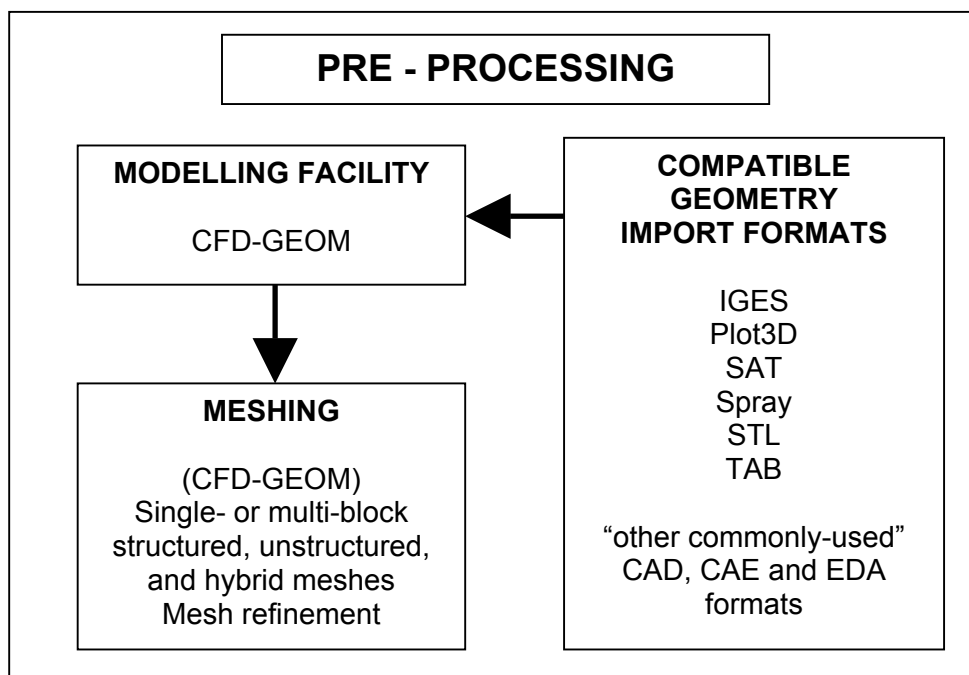 PRE - PROCESSING
MODELLING FACILITY
CFD-GEOM
MESHING
(CFD-GEOM)
Single- or multi-block
structured, unstructured,
and hybrid meshes
Mesh refinement
COMPATIBLE
GEOMETRY
IMPORT FORMATS
IGES
Plot3D
SAT
Spray
STL
TAB
“other commonly-used”
CAD, CAE and EDA
formats